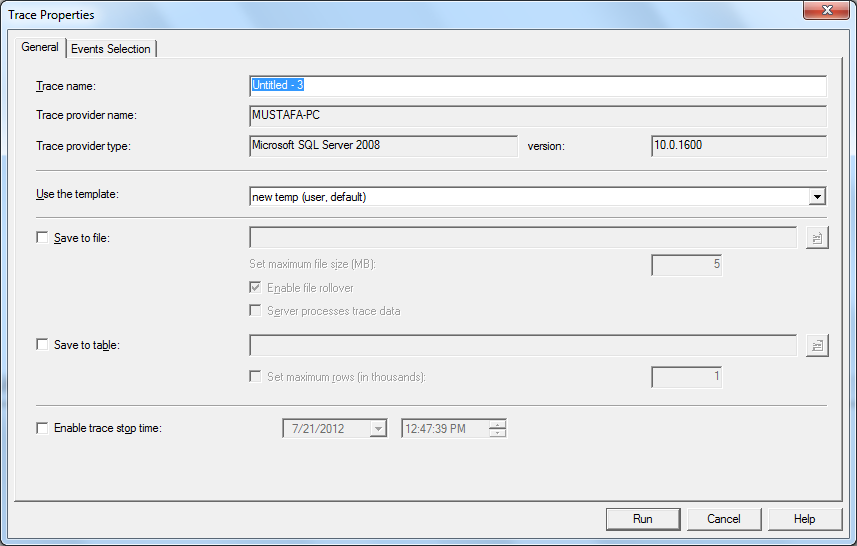 Trace Properties
General Events Selection
Trace name: Untitled - 3
Trace provider name: MUSTAFA-PC
Trace provider type: Microsoft SQL Server 2008 version: 10.0.1600
Use the template: new temp (user, default)
Save to file:
Set maximum file size (MB): 5
Enable file rollover
Server processes trace data
Save to table:
Set maximum rows (in thousands): 1
Enable trace stop time: 7/21/2012 12:47:39 PM
Run Cancel Help